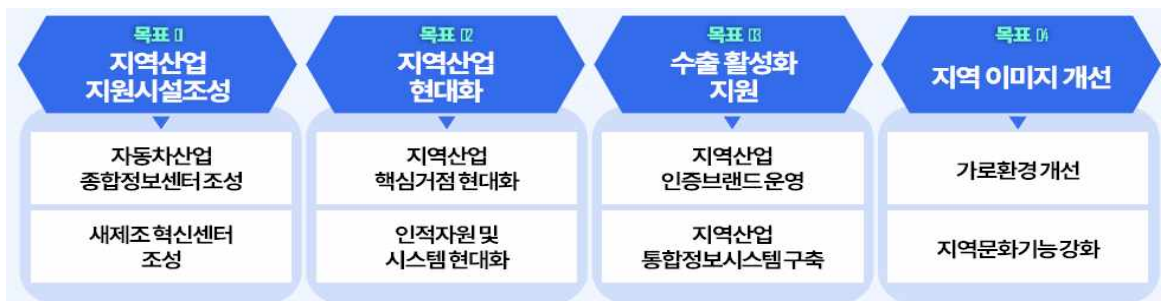 목표 01
지역산업
지원시설조성
자동차산업
종합정보센터 조성
새제조 혁신센터
조성
목표 02
지역산업
현대화
지역산업
핵심거점 현대화
인적자원 및
시스템 현대화
목표 03
수출 활성화
지원
지역산업
인증브랜드 운영
지역산업
통합정보시스템 구축
목표 04
지역 이미지 개선
가로환경 개선
지역문화기능 강화